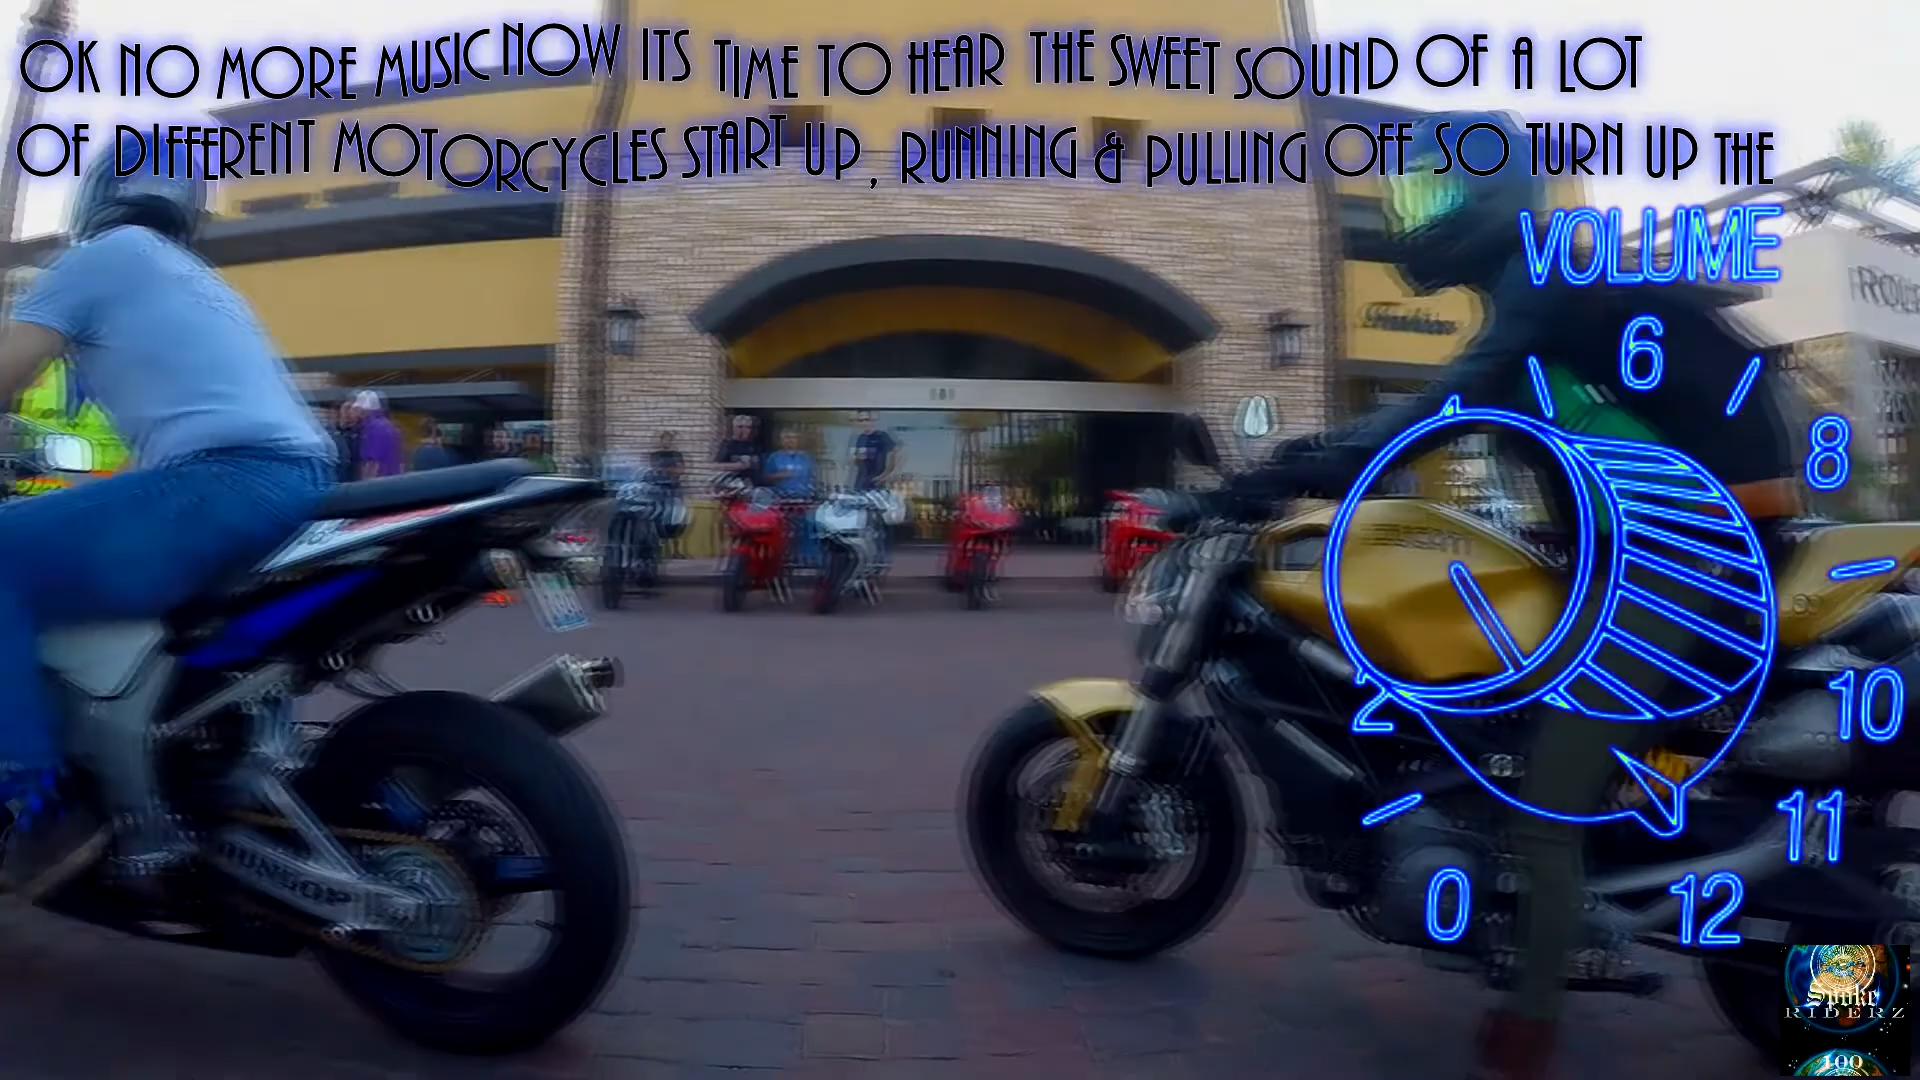 OK NO MORE MUSIC NOW ITS TIME TO HEAR THE SWEET SOUND OF A LOT
OF DIFFERENT MOTORCYCLES START UP, RUNNING & PULLING OFF SO TURN UP THE
VOLUME
6
8
2
10
11
0
12
DUNLOP
Spoke
RIDERZ
100